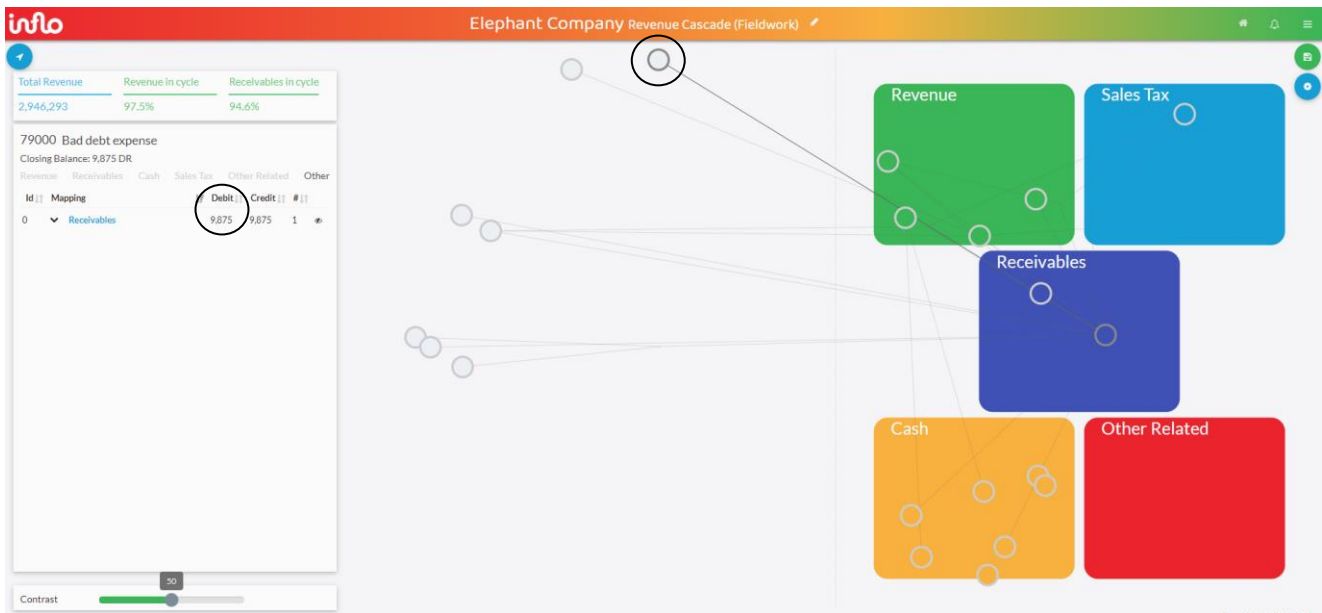 inflo
Elephant Company Revenue Cascade (Fieldwork)
Total Revenue Revenue in cycle Receivables in cycle
2,946,293 97.5% 94.6%
79000 Bad debt expense
Closing Balance: 9,875 DR
Revenue Receivables Cash Sales Tax Other Related Other
Id Mapping Debit Credit #
0 Receivables 9,875 9,875 1
50
Contrast
Revenue
Sales Tax
Receivables
Cash
Other Related